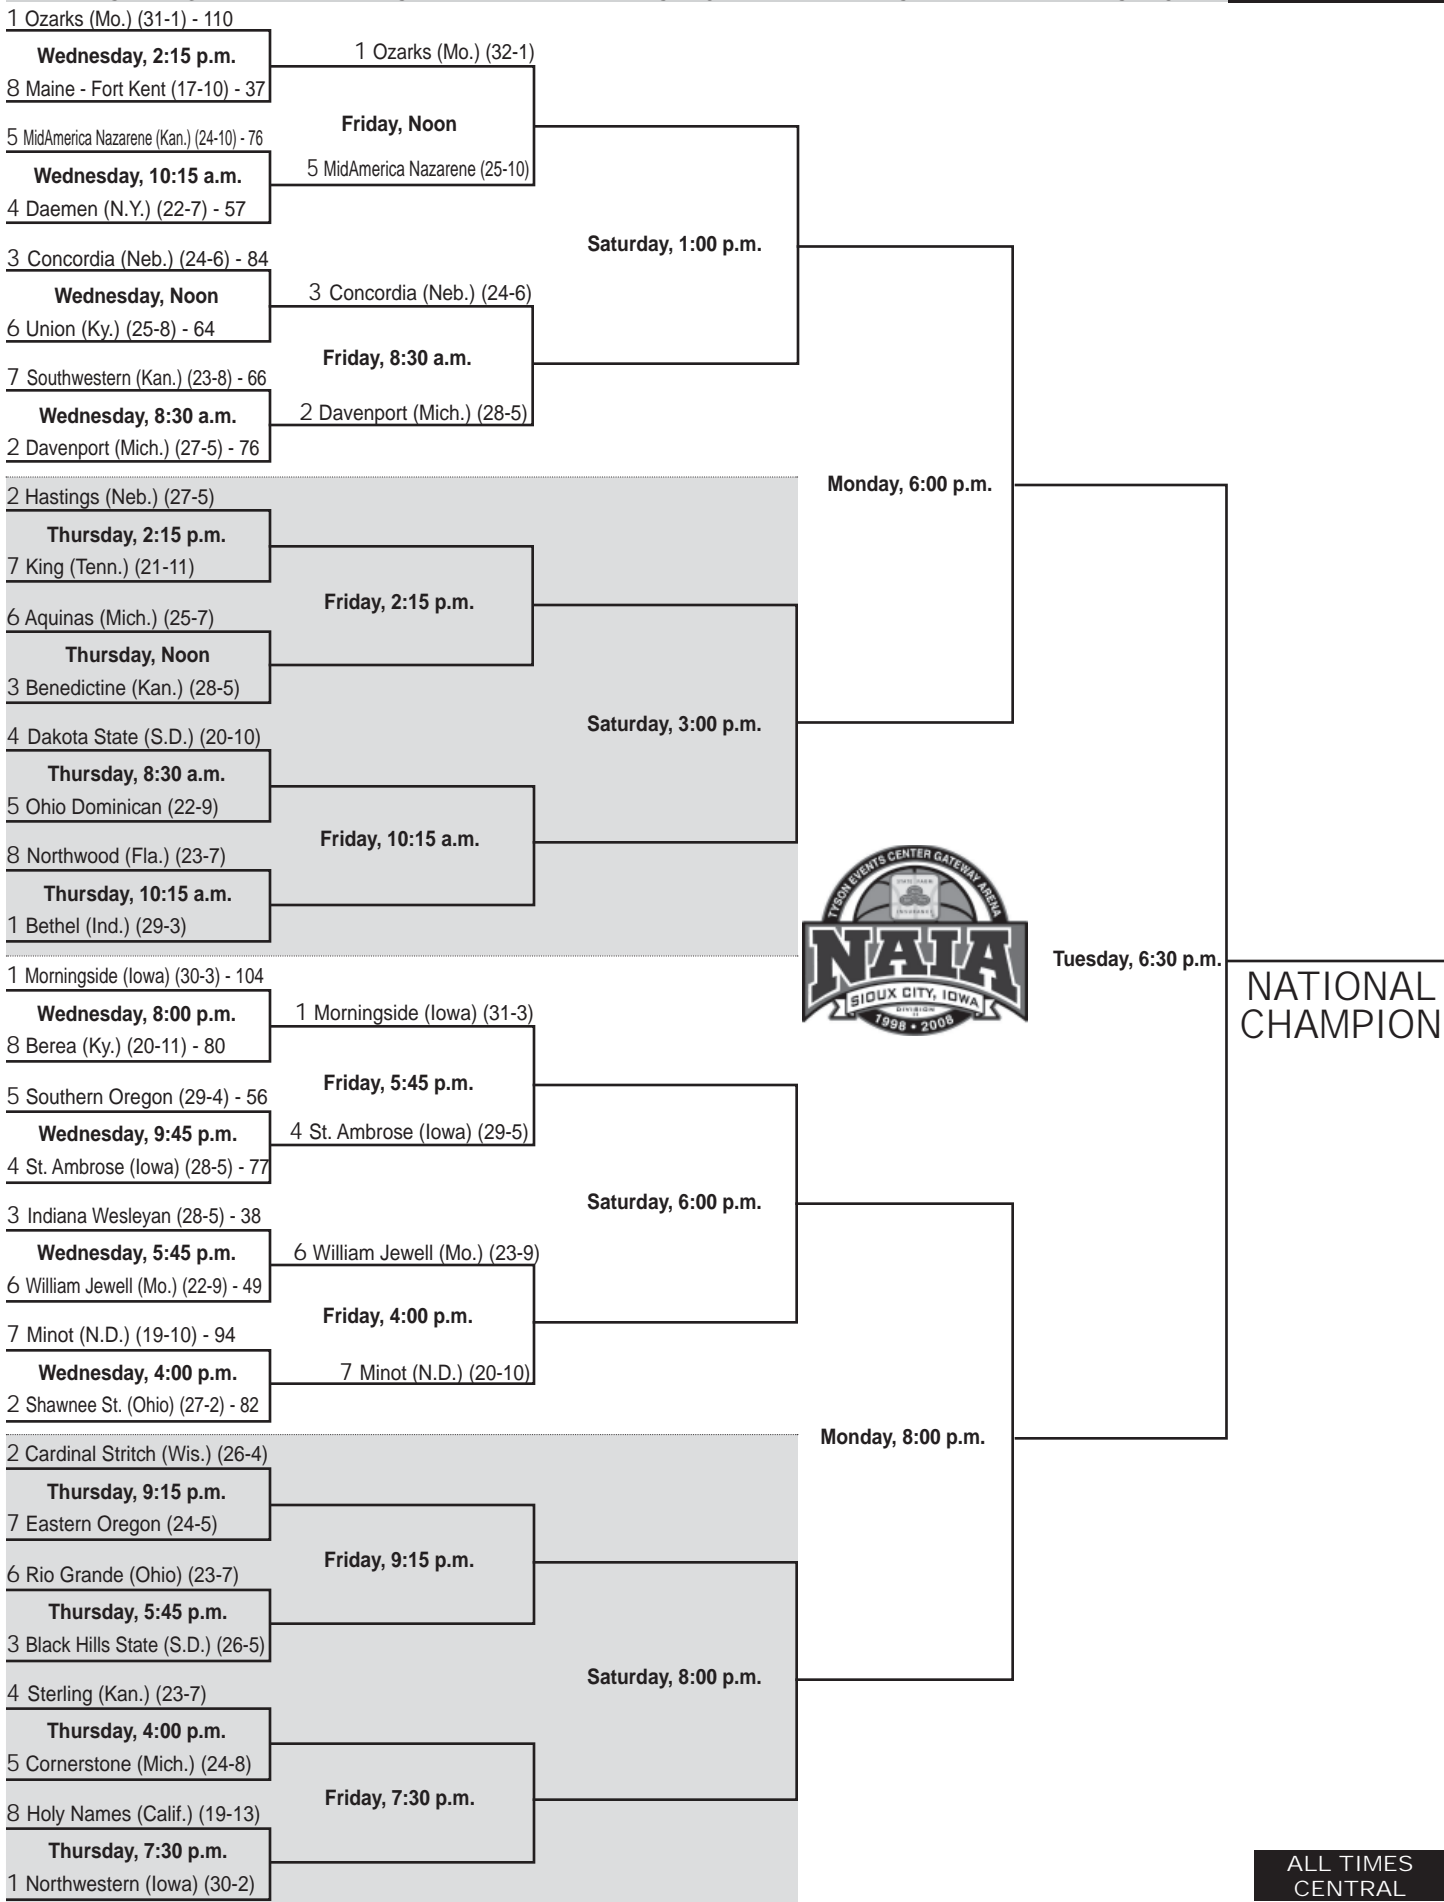 1 Ozarks (Mo.) (31-1) - 110
Wednesday, 2:15 p.m.
8 Maine - Fort Kent (17-10) - 37
1 Ozarks (Mo.) (32-1)
Friday, Noon
5 MidAmerica Nazarene (Kan.) (24-10) - 76
Wednesday, 10:15 a.m.
4 Daemen (N.Y.) (22-7) - 57
5 MidAmerica Nazarene (25-10)
Saturday, 1:00 p.m.
3 Concordia (Neb.) (24-6) - 84
Wednesday, Noon
6 Union (Ky.) (25-8) - 64
3 Concordia (Neb.) (24-6)
Friday, 8:30 a.m.
7 Southwestern (Kan.) (23-8) - 66
Wednesday, 8:30 a.m.
2 Davenport (Mich.) (27-5) - 76
2 Davenport (Mich.) (28-5)
Monday, 6:00 p.m.
2 Hastings (Neb.) (27-5)
Thursday, 2:15 p.m.
7 King (Tenn.) (21-11)
Friday, 2:15 p.m.
6 Aquinas (Mich.) (25-7)
Thursday, Noon
3 Benedictine (Kan.) (28-5)
Saturday, 3:00 p.m.
4 Dakota State (S.D.) (20-10)
Thursday, 8:30 a.m.
5 Ohio Dominican (22-9)
Friday, 10:15 a.m.
8 Northwood (Fla.) (23-7)
Thursday, 10:15 a.m.
1 Bethel (Ind.) (29-3)
TYSON EVENTS CENTER GATEWAY ARENA
STATE FARM
INSURANCE
NAIA
SIOUX CITY, IOWA
DIVISION
II
1998 • 2008
Tuesday, 6:30 p.m.
NATIONAL
CHAMPION
1 Morningside (Iowa) (30-3) - 104
Wednesday, 8:00 p.m.
8 Berea (Ky.) (20-11) - 80
1 Morningside (Iowa) (31-3)
Friday, 5:45 p.m.
5 Southern Oregon (29-4) - 56
Wednesday, 9:45 p.m.
4 St. Ambrose (Iowa) (28-5) - 77
4 St. Ambrose (Iowa) (29-5)
Saturday, 6:00 p.m.
3 Indiana Wesleyan (28-5) - 38
Wednesday, 5:45 p.m.
6 William Jewell (Mo.) (22-9) - 49
6 William Jewell (Mo.) (23-9)
Friday, 4:00 p.m.
7 Minot (N.D.) (19-10) - 94
Wednesday, 4:00 p.m.
2 Shawnee St. (Ohio) (27-2) - 82
7 Minot (N.D.) (20-10)
Monday, 8:00 p.m.
2 Cardinal Stritch (Wis.) (26-4)
Thursday, 9:15 p.m.
7 Eastern Oregon (24-5)
Friday, 9:15 p.m.
6 Rio Grande (Ohio) (23-7)
Thursday, 5:45 p.m.
3 Black Hills State (S.D.) (26-5)
Saturday, 8:00 p.m.
4 Sterling (Kan.) (23-7)
Thursday, 4:00 p.m.
5 Cornerstone (Mich.) (24-8)
Friday, 7:30 p.m.
8 Holy Names (Calif.) (19-13)
Thursday, 7:30 p.m.
1 Northwestern (Iowa) (30-2)
ALL TIMES
CENTRAL